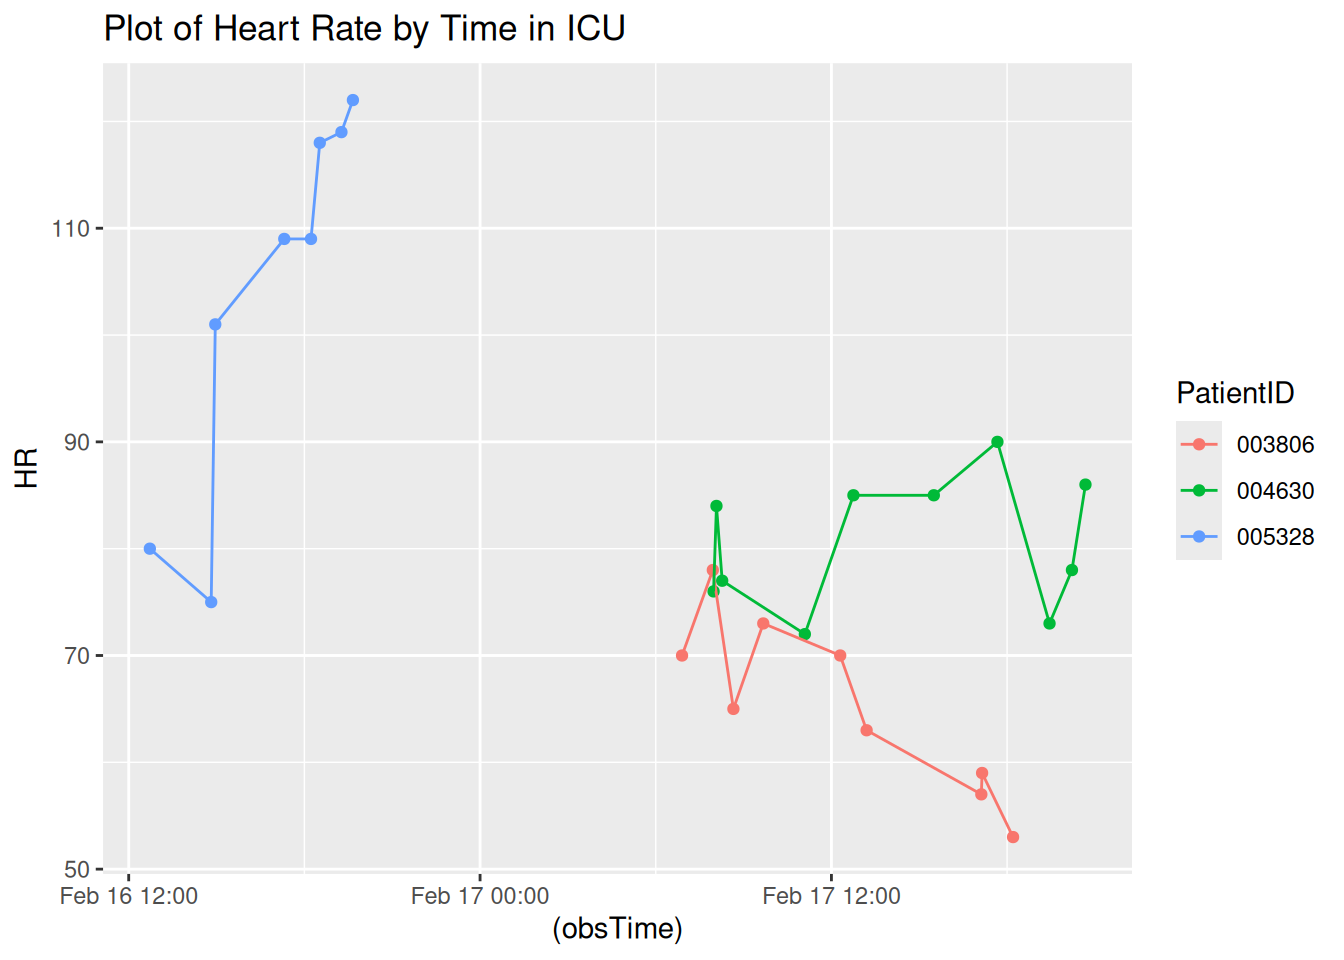 Plot of Heart Rate by Time in ICU
110
90
70
50
HR
Feb 16 12:00
Feb 17 00:00
Feb 17 12:00
(obsTime)
PatientID
003806
004630
005328